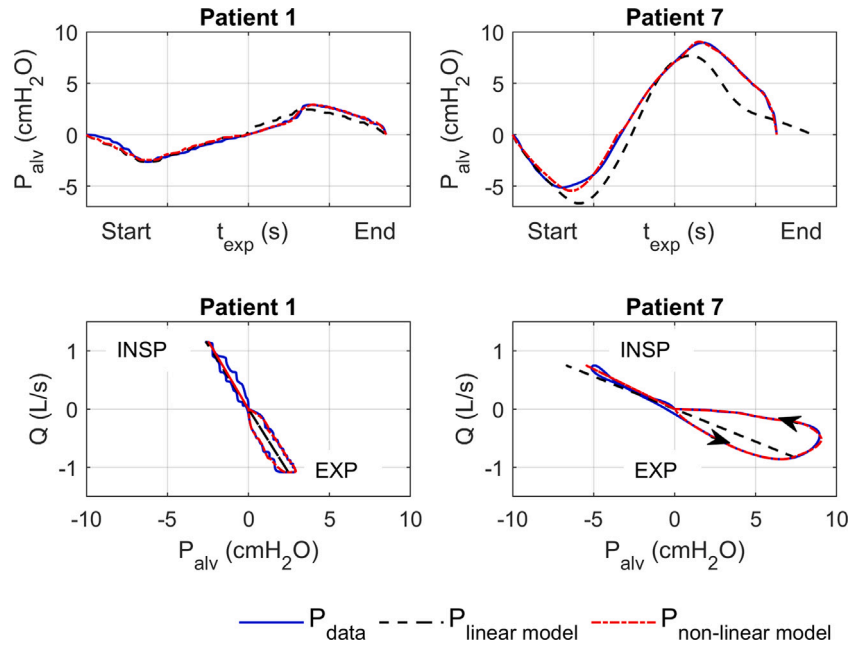 Patient 1
10
5
0
-5
P_alv (cmH_2O)
Start t_exp (s) End
Patient 7
10
5
0
-5
P_alv (cmH_2O)
Start t_exp (s) End
Patient 1
1
0
-1
Q (L/s)
INSP
EXP
-10 -5 0 5 10
P_alv (cmH_2O)
Patient 7
1
0
-1
Q (L/s)
INSP
EXP
-10 -5 0 5 10
P_alv (cmH_2O)
P_data P_linear model P_non-linear model